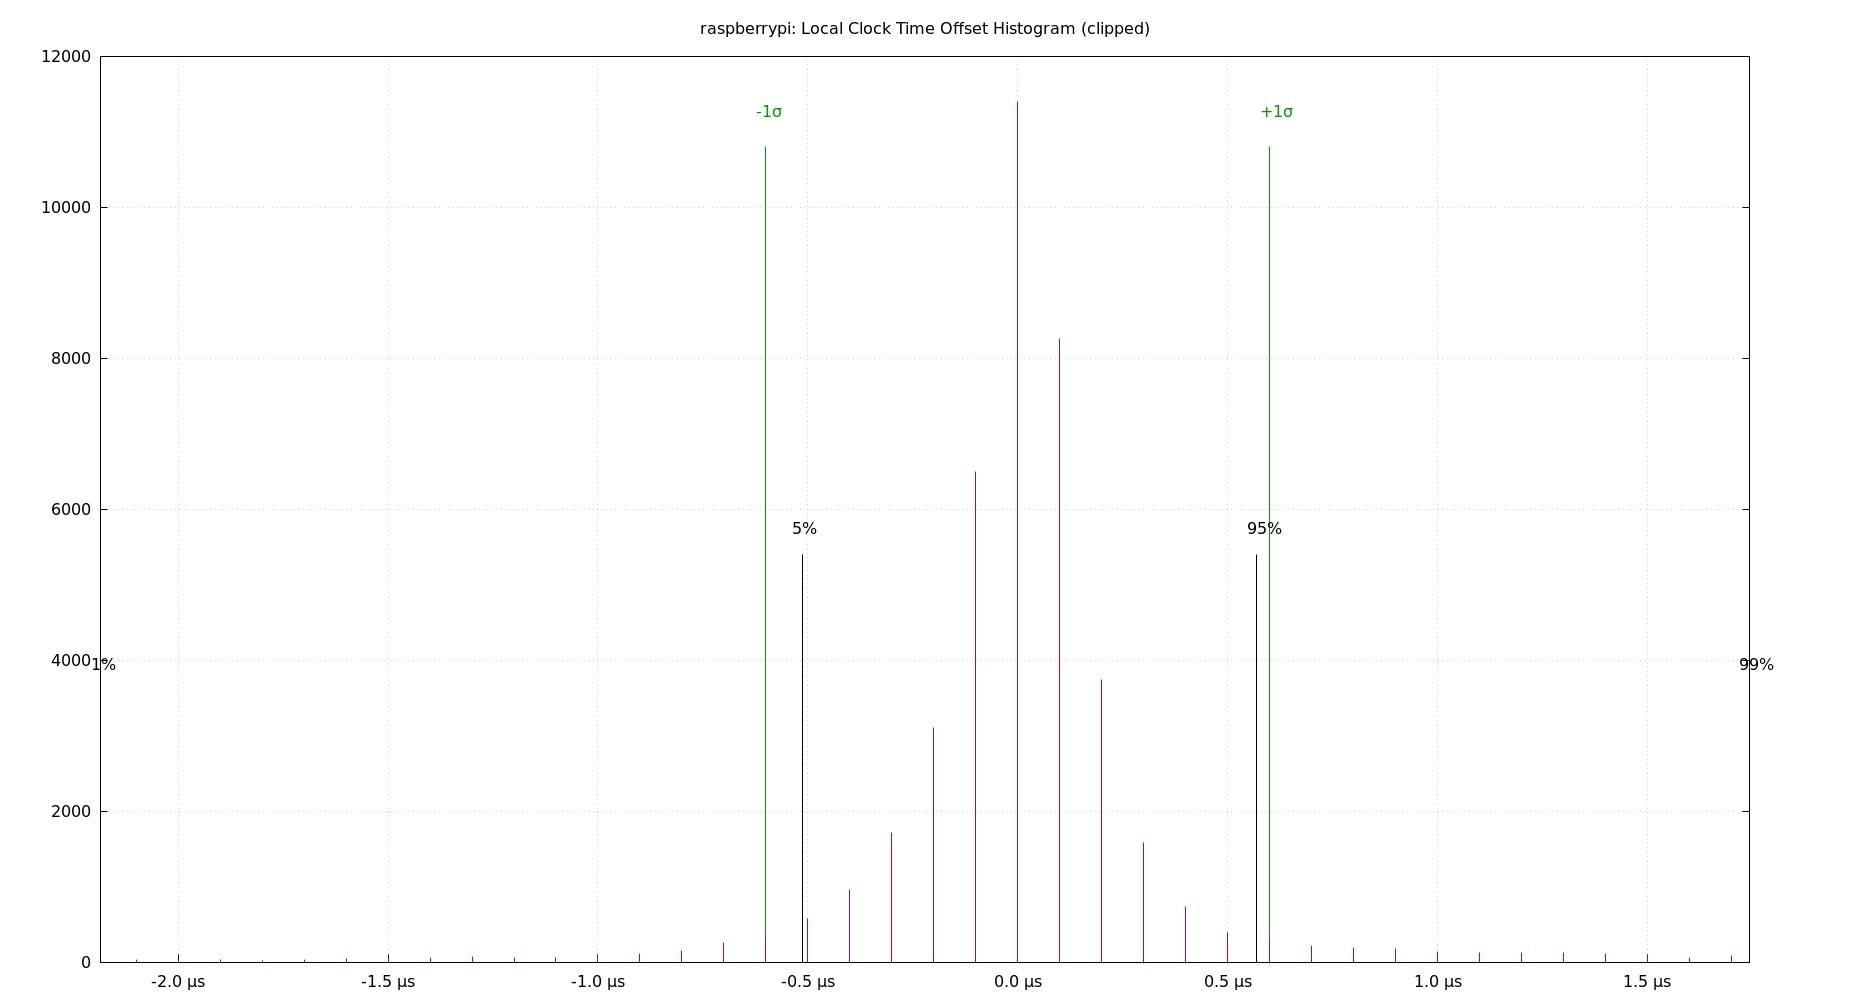 raspberrypi: Local Clock Time Offset Histogram (clipped)
12000
-1σ
+1σ
10000
8000
6000
5%
95%
4000
1%
99%
2000
0
-2.0 µs
-1.5 µs
-1.0 µs
-0.5 µs
0.0 µs
0.5 µs
1.0 µs
1.5 µs